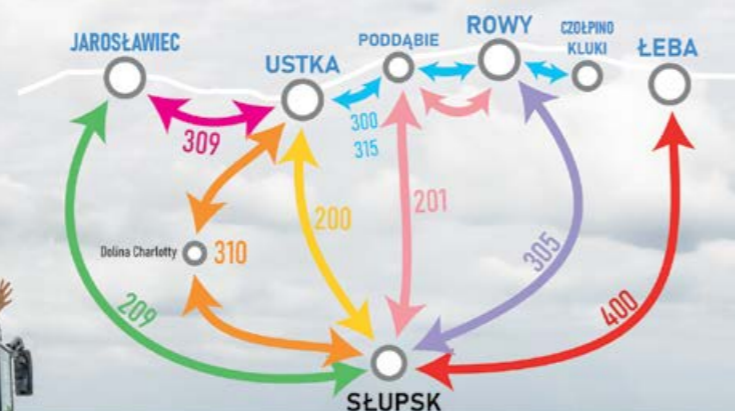 JAROSŁAWIEC
USTKA
PODDĄBIE
ROWY
CZOŁPINO
KLUKI
ŁEBA
309
300
315
201
200
Dolina Charlotty
310
305
209
400
SŁUPSK